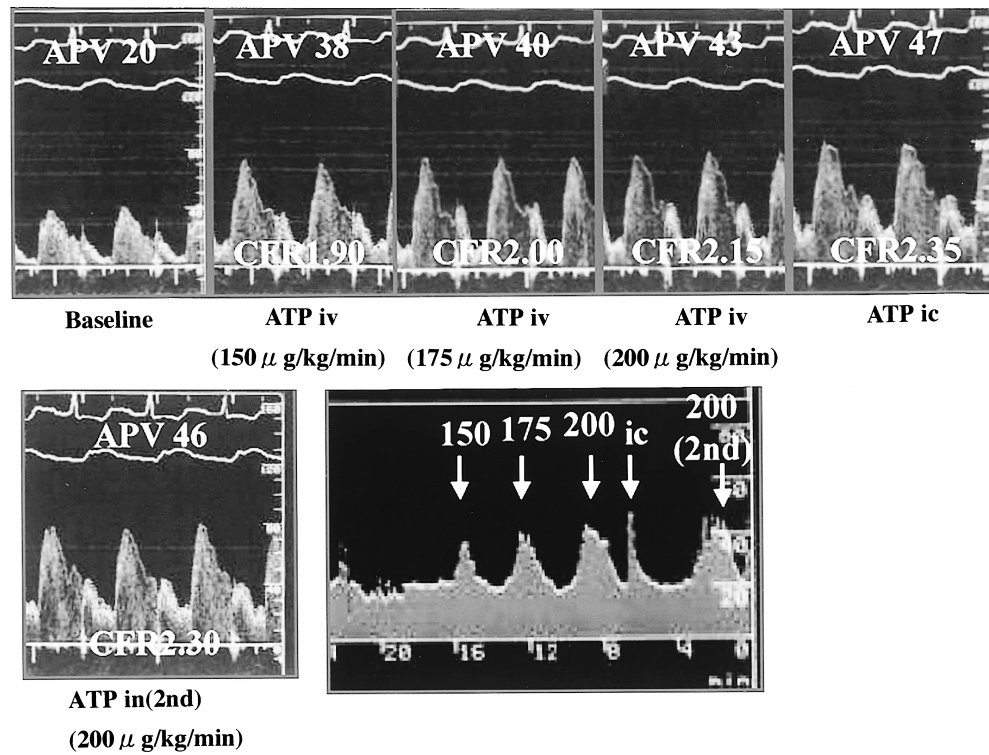 APV 20
APV 38
APV 40
APV 43
APV 47
CFR1.90
CFR2.00
CFR2.15
CFR2.35
Baseline
ATP iv
(150 μ g/kg/min)
ATP iv
(175 μ g/kg/min)
ATP iv
(200 μ g/kg/min)
ATP ic
APV 46
CFR2.30
ATP in(2nd)
(200 μ g/kg/min)
150
175
200
ic
200
(2nd)
20
20
16
12
8
4
0
min